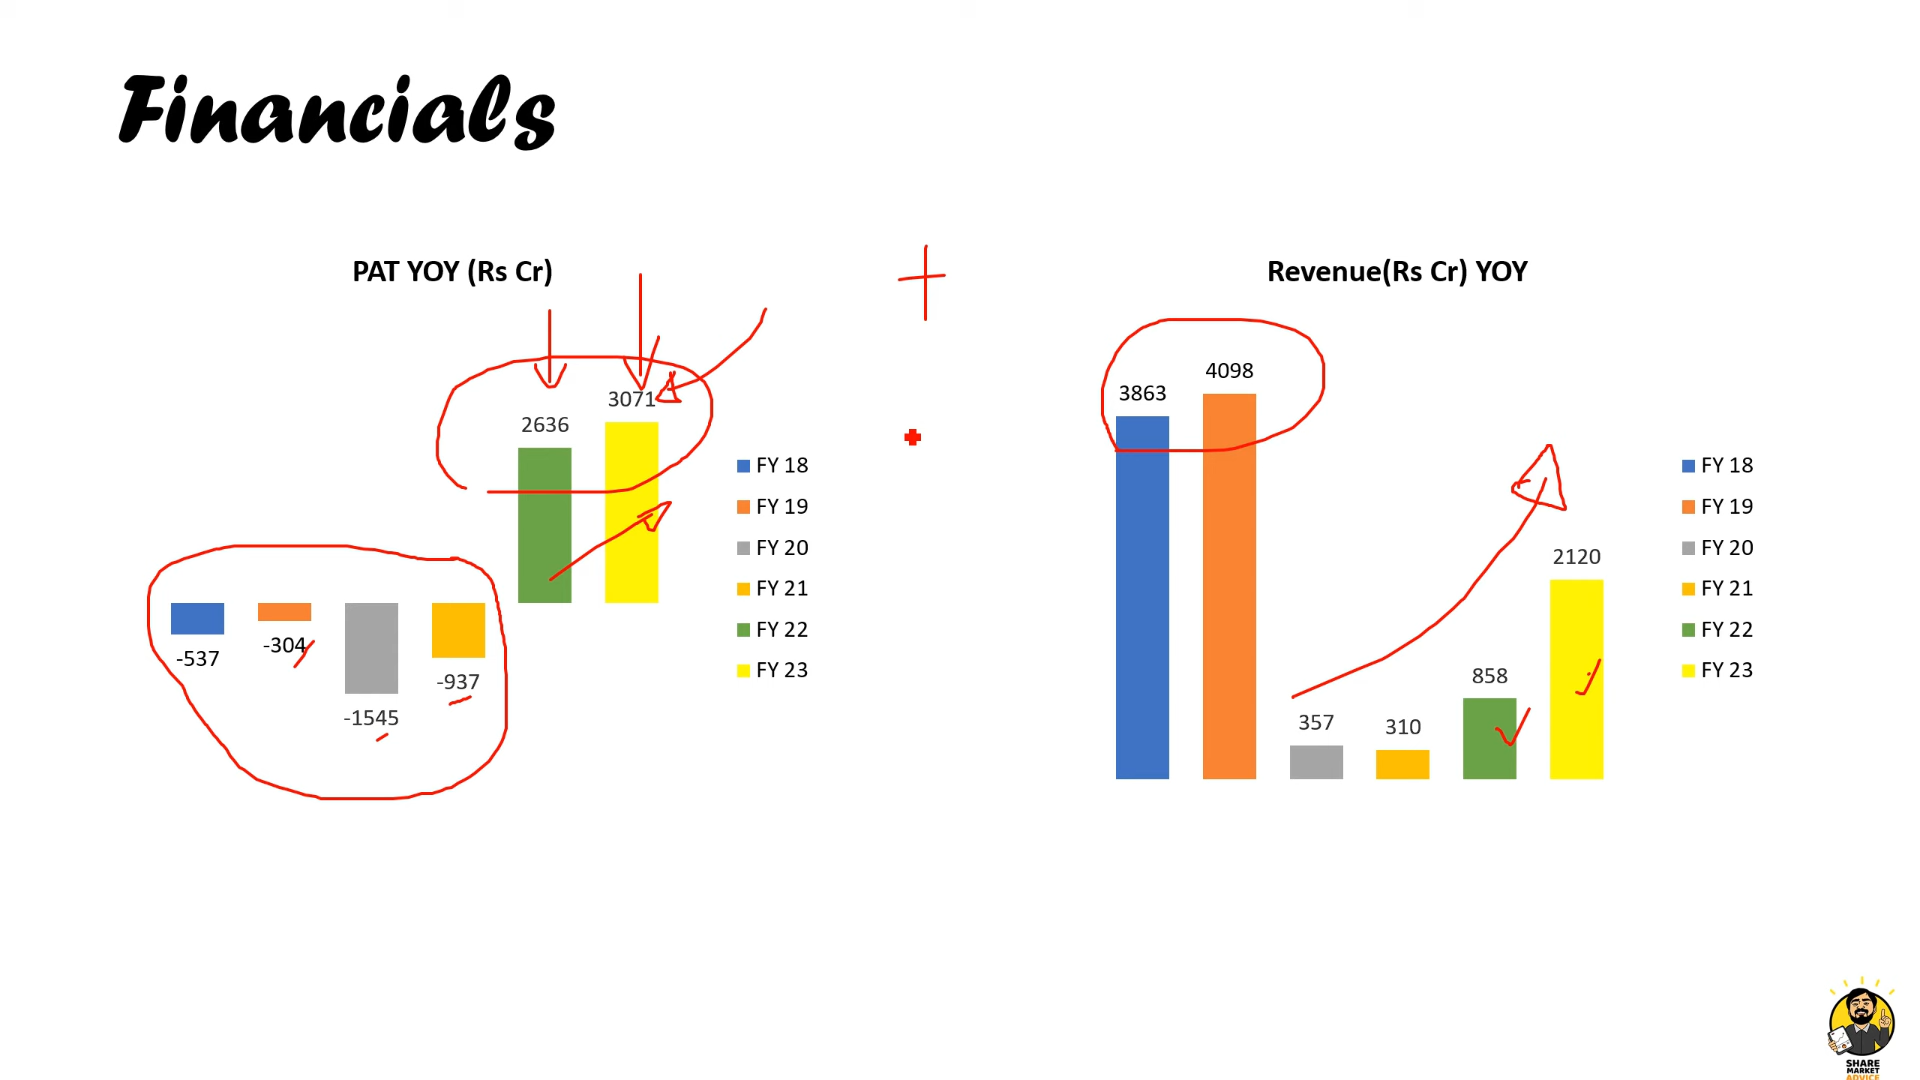 Financials
PAT YOY (Rs Cr)
2636
3071
-537
-304
-1545
-937
FY 18
FY 19
FY 20
FY 21
FY 22
FY 23
Revenue(Rs Cr) YOY
3863
4098
357
310
858
2120
FY 18
FY 19
FY 20
FY 21
FY 22
FY 23
SHARE
MARKET
ADVICE